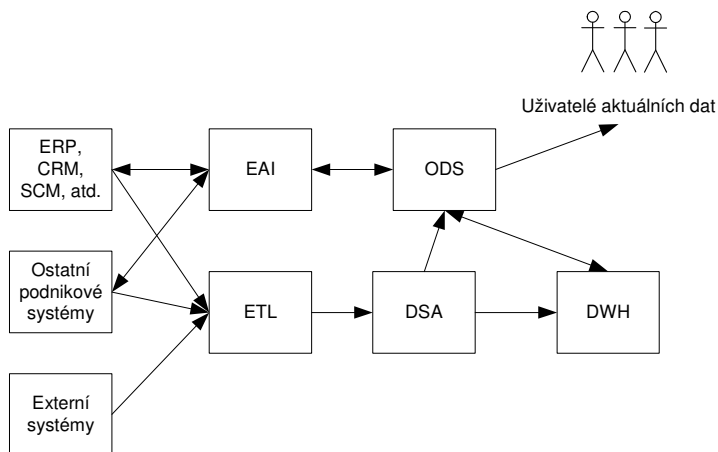 Uživatelé aktuálních dat
ERP,
CRM,
SCM, atd.
EAI
ODS
Ostatní
podnikové
systémy
ETL
DSA
DWH
Externí
systémy